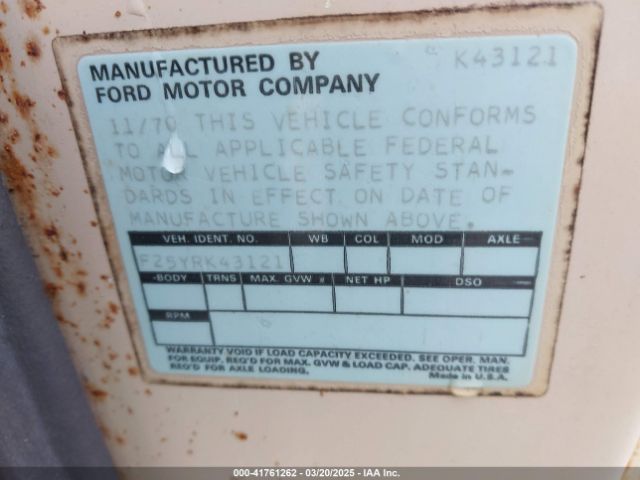 K43121
MANUFACTURED BY
FORD MOTOR COMPANY
11/70 THIS VEHICLE CONFORMS
TO ALL APPLICABLE FEDERAL
MOTOR VEHICLE SAFETY STAN-
DARDS IN EFFECT ON DATE OF
MANUFACTURE SHOWN ABOVE.
VEH. IDENT. NO. WB COL MOD AXLE
F25YRK43121
BODY TRNS MAX. GVW # NET HP DSO
RPM
WARRANTY VOID IF LOAD CAPACITY EXCEEDED. SEE OPER. MAN.
FOR EQUIP. REQ'D FOR MAX. GVW & LOAD CAP. ADEQUATE TIRES
REQ'D FOR AXLE LOADING.
Made in U.S.A.
000-41761262 / 03/20/2025 / IAA Inc.